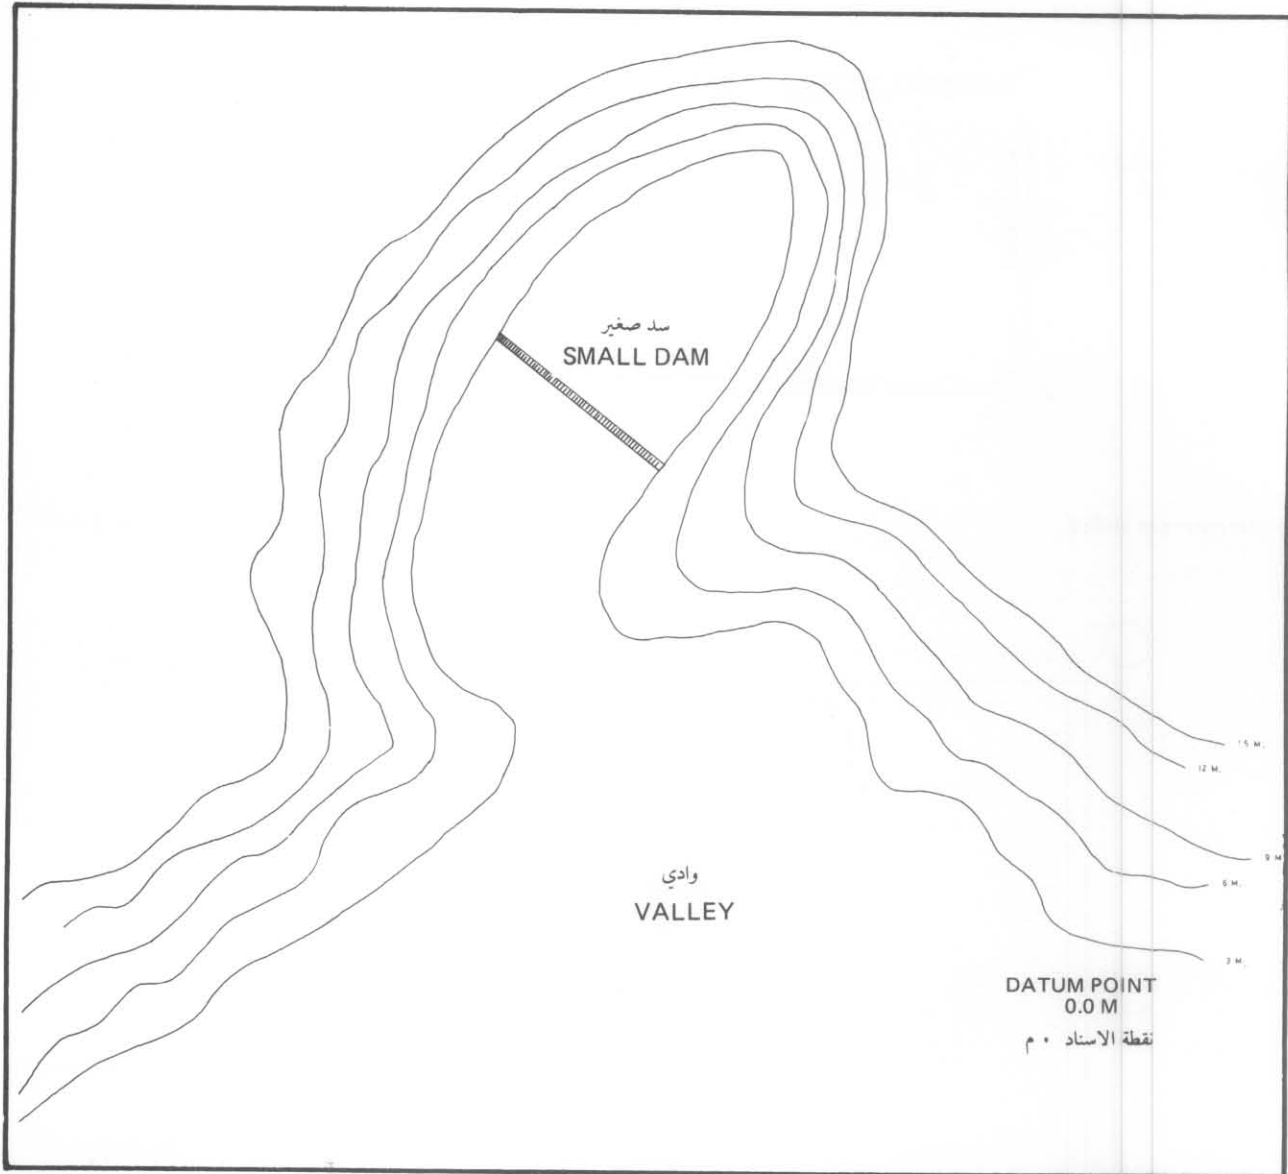 سد صغير
SMALL DAM
15 M.
12 M.
9 M
6 M.
وادي
VALLEY
3 M.
DATUM POINT
0.0 M
نقطة الاسناد ٠ م